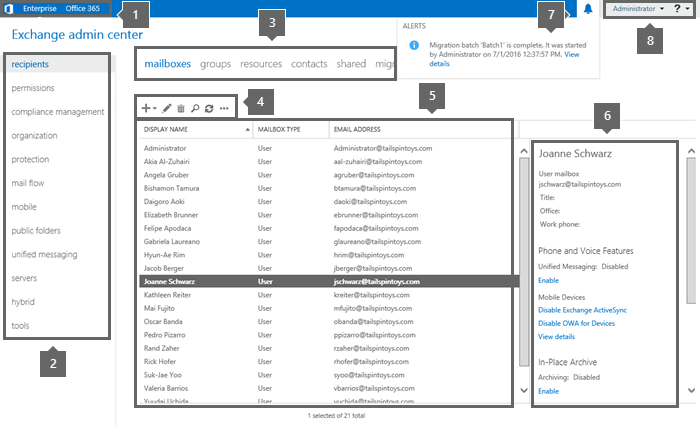 Enterprise Office 365
1
7
Administrator ?
8
Exchange admin center
3
ALERTS
Migration batch 'Batch1' is complete. It was started
by Administrator on 7/1/2016 12:37:57 PM. View
details
recipients
permissions
compliance management
organization
protection
mail flow
mobile
public folders
unified messaging
servers
hybrid
tools
2
mailboxes groups resources contacts shared migr
4
5
6
DISPLAY NAME MAILBOX TYPE EMAIL ADDRESS
Administrator User Administrator@tailspintoys.com
Akia Al-Zuhairi User aal-zuhairi@tailspintoys.com
Angela Gruber User agruber@tailspintoys.com
Bishamon Tamura User btamura@tailspintoys.com
Daigoro Aoki User daoki@tailspintoys.com
Elizabeth Brunner User ebrunner@tailspintoys.com
Felipe Apodaca User fapodaca@tailspintoys.com
Gabriela Laureano User glaureano@tailspintoys.com
Hyun-Ae Rim User hrim@tailspintoys.com
Jacob Berger User jberger@tailspintoys.com
Joanne Schwarz User jschwarz@tailspintoys.com
Kathleen Reiter User kreiter@tailspintoys.com
Mai Fujito User mfujito@tailspintoys.com
Oscar Banda User obanda@tailspintoys.com
Pedro Pizarro User ppizarro@tailspintoys.com
Rand Zaher User rzaher@tailspintoys.com
Rick Hofer User rhofer@tailspintoys.com
Suk-Jae Yoo User syoo@tailspintoys.com
Valeria Barrios User vbarrios@tailspintoys.com
Yuudai Uchida User yuchida@tailspintoys.com
1 selected of 21 total
Joanne Schwarz
User mailbox
jschwarz@tailspintoys.com
Title:
Office:
Work phone:
Phone and Voice Features
Unified Messaging: Disabled
Enable
Mobile Devices
Disable Exchange ActiveSync
Disable OWA for Devices
View details
In-Place Archive
Archiving: Disabled
Enable